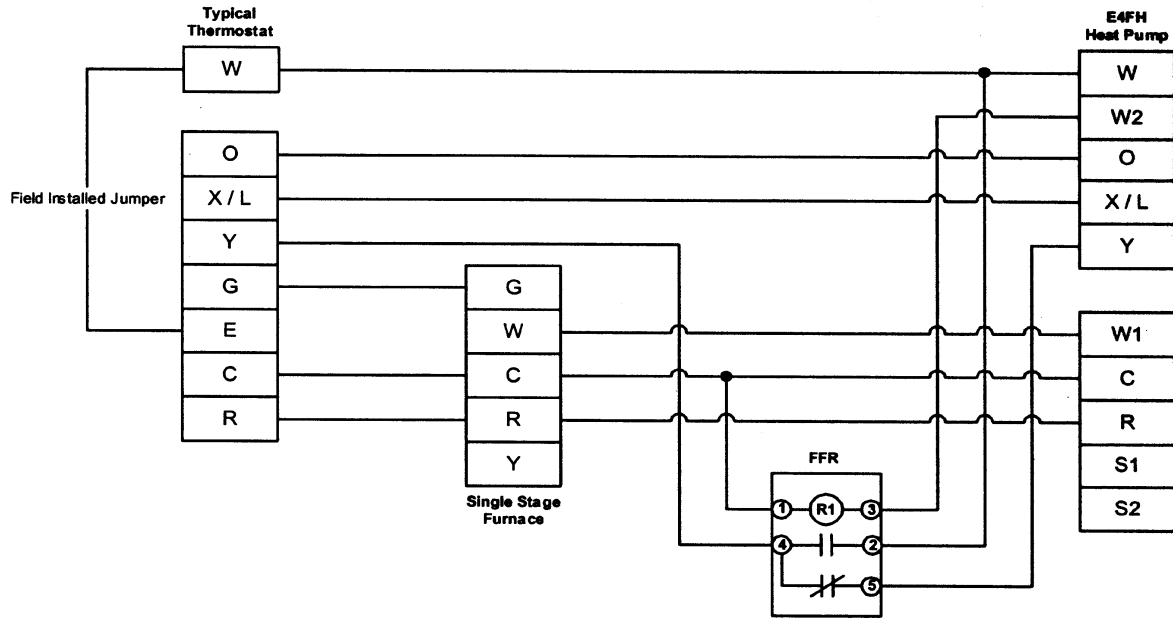 Typical
Thermostat
W
Field Installed Jumper
O
X / L
Y
G
E
C
R
G
W
C
R
Y
Single Stage
Furnace
FFR
1
R1
3
4
2
5
E4FH
Heat Pump
W
W2
O
X / L
Y
W1
C
R
S1
S2